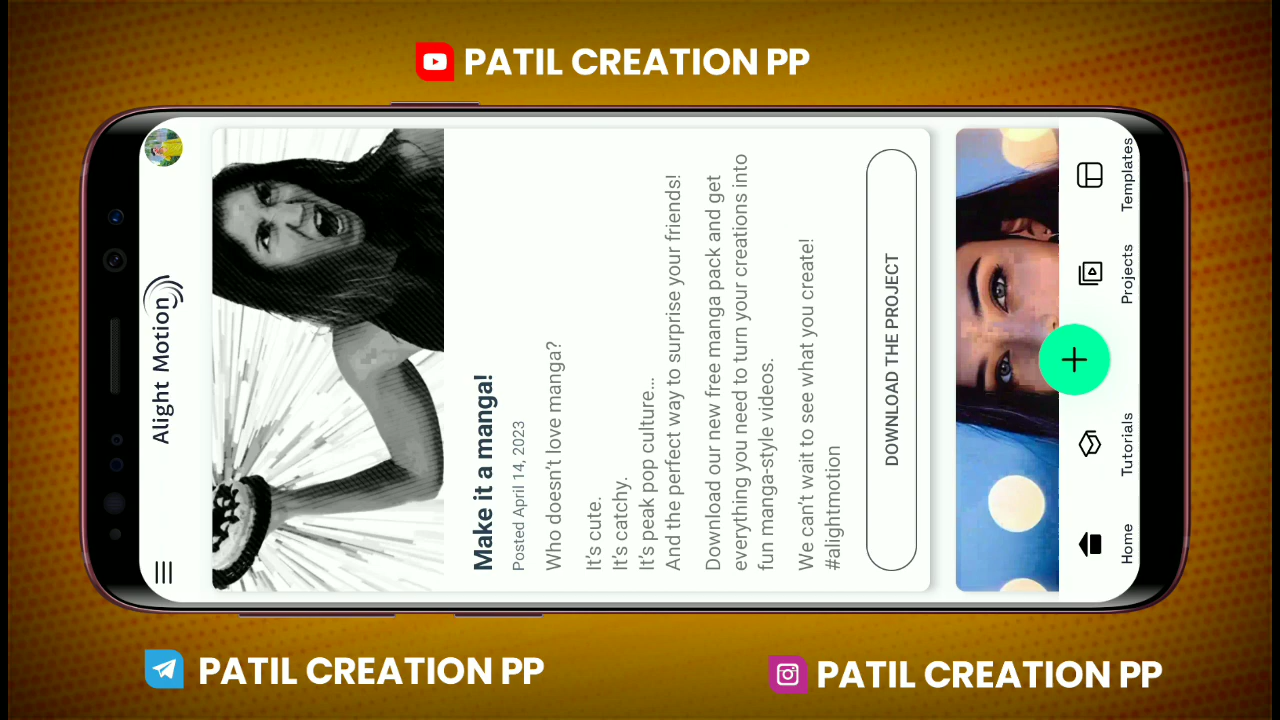 PATIL CREATION PP
Alight Motion
Make it a manga!
Posted April 14, 2023
Who doesn't love manga?
It's cute.
It's catchy.
It's peak pop culture...
And the perfect way to surprise your friends!
Download our new free manga pack and get
everything you need to turn your creations into
fun manga-style videos.
We can't wait to see what you create!
#alightmotion
DOWNLOAD THE PROJECT
Home
Tutorials
Projects
Templates
PATIL CREATION PP
PATIL CREATION PP